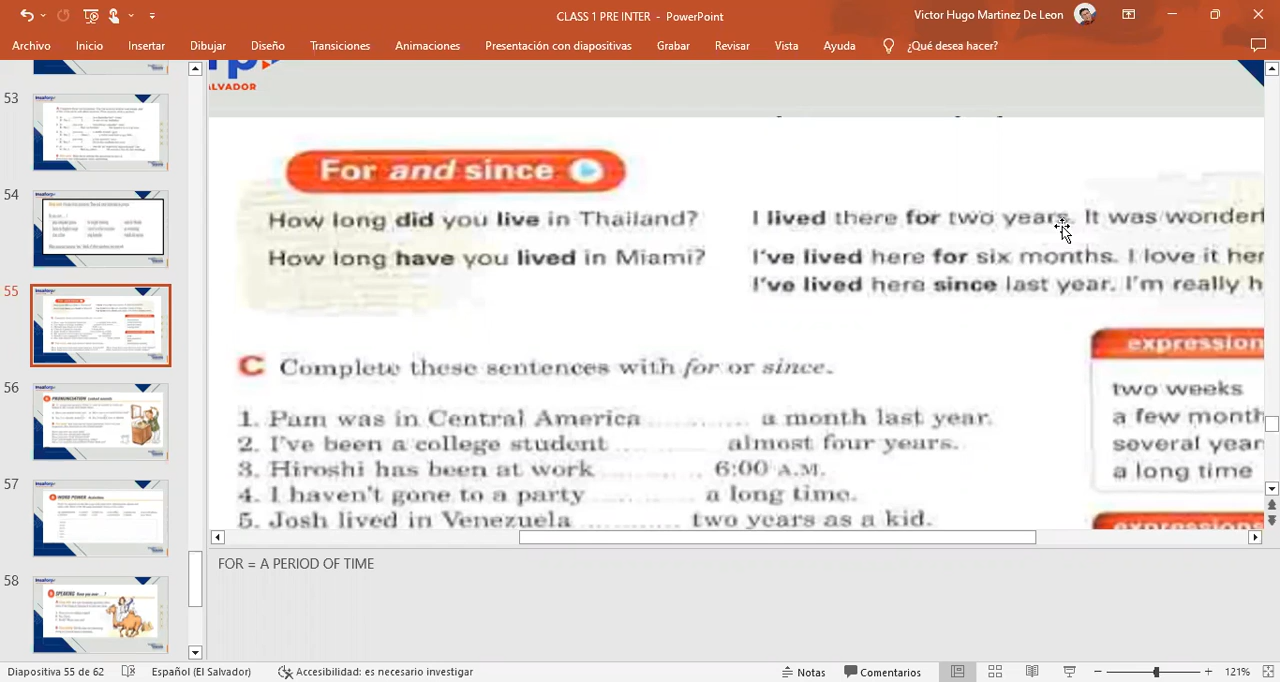 CLASS 1 PRE INTER - PowerPoint
Victor Hugo Martinez De Leon
Archivo Inicio Insertar Dibujar Diseño Transiciones Animaciones Presentación con diapositivas Grabar Revisar Vista Ayuda ¿Qué desea hacer?
53
54
55
56
57
58
LVADOR
For and since
How long did you live in Thailand? I lived there for two years. It was wonderf
How long have you lived in Miami? I've lived here for six months. I love it her
I've lived here since last year. I'm really h
C Complete these sentences with for or since.
1. Pam was in Central America .......... a month last year.
2. I've been a college student .......... almost four years.
3. Hiroshi has been at work .......... 6:00 A.M.
4. I haven't gone to a party .......... a long time.
5. Josh lived in Venezuela .......... two years as a kid.
expression
two weeks
a few month
several year
a long time
expressions
FOR = A PERIOD OF TIME
Diapositiva 55 de 62 Español (El Salvador) Accesibilidad: es necesario investigar Notas Comentarios 121%